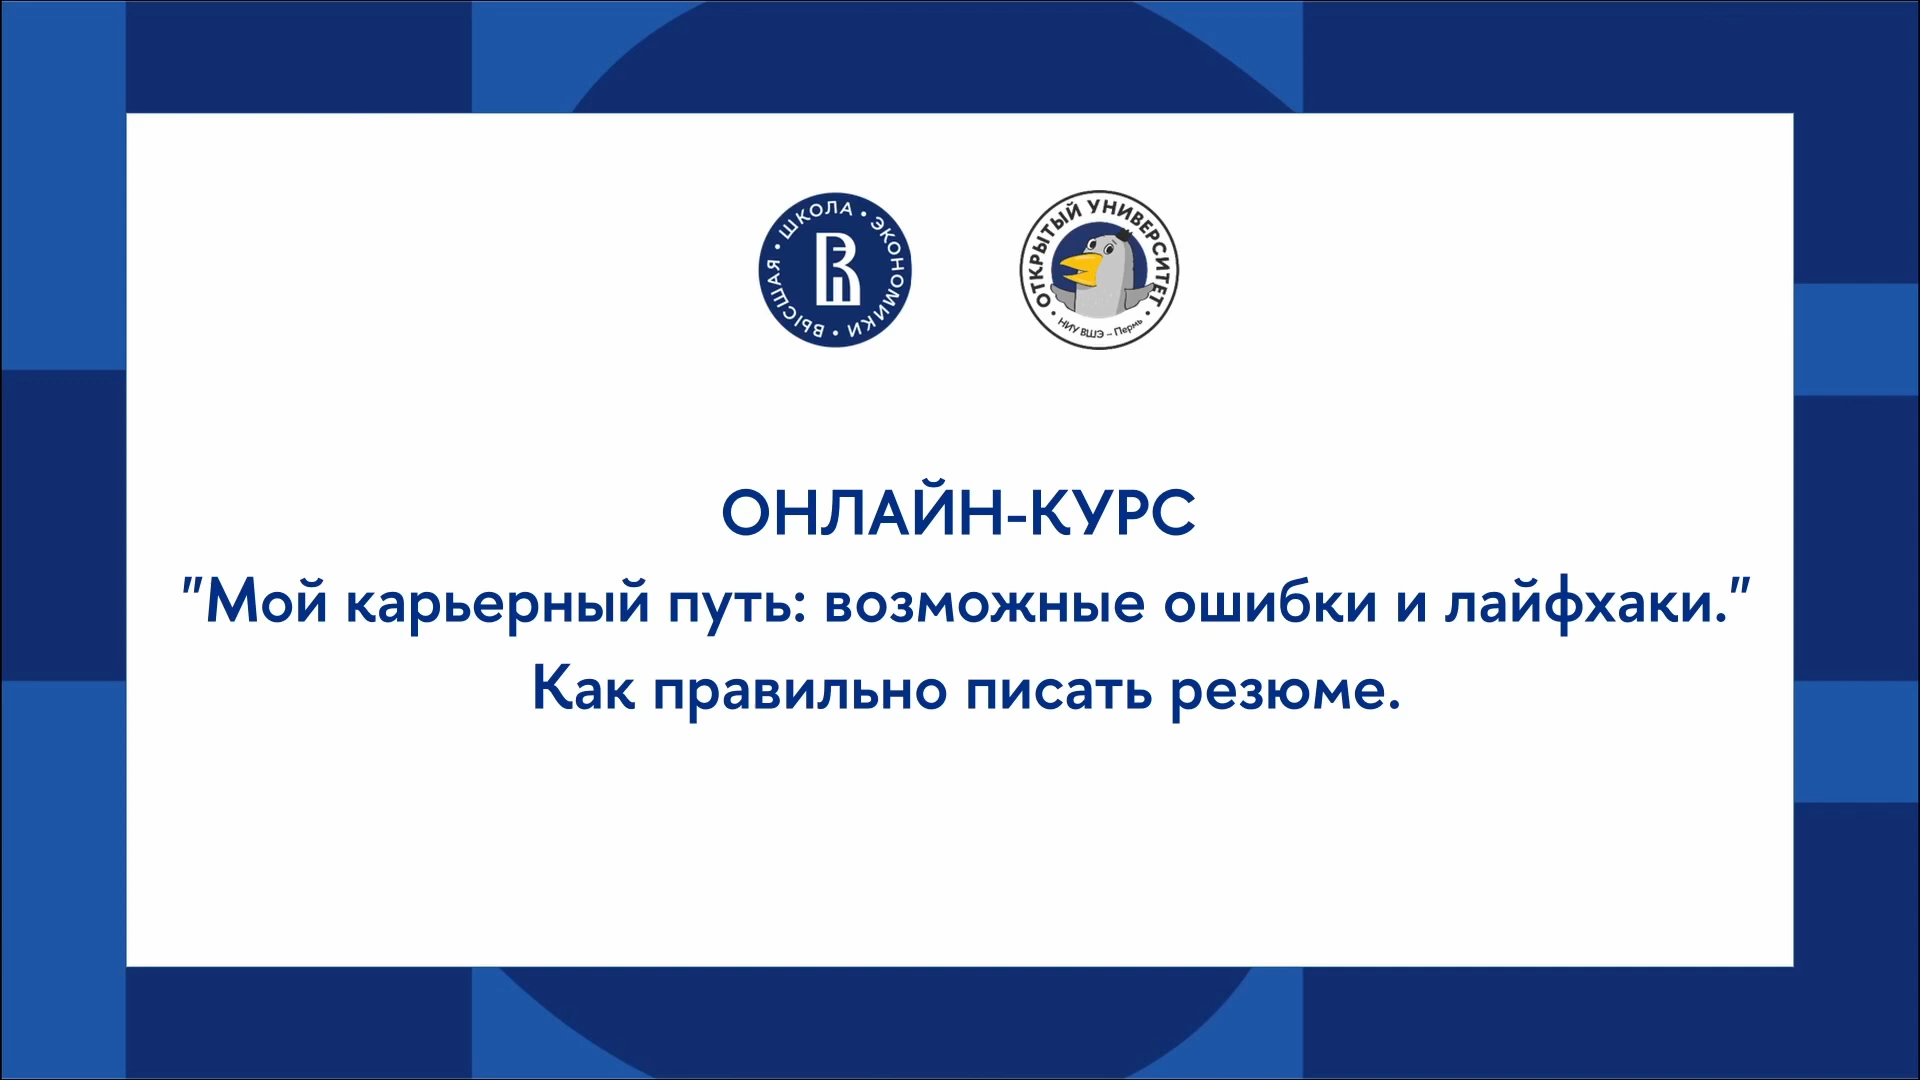 ВЫСШАЯ • ШКОЛА • ЭКОНОМИКИ •
ОТКРЫТЫЙ УНИВЕРСИТЕТ
• НИУ ВШЭ – Пермь •
ОНЛАЙН-КУРС
"Мой карьерный путь: возможные ошибки и лайфхаки."
Как правильно писать резюме.